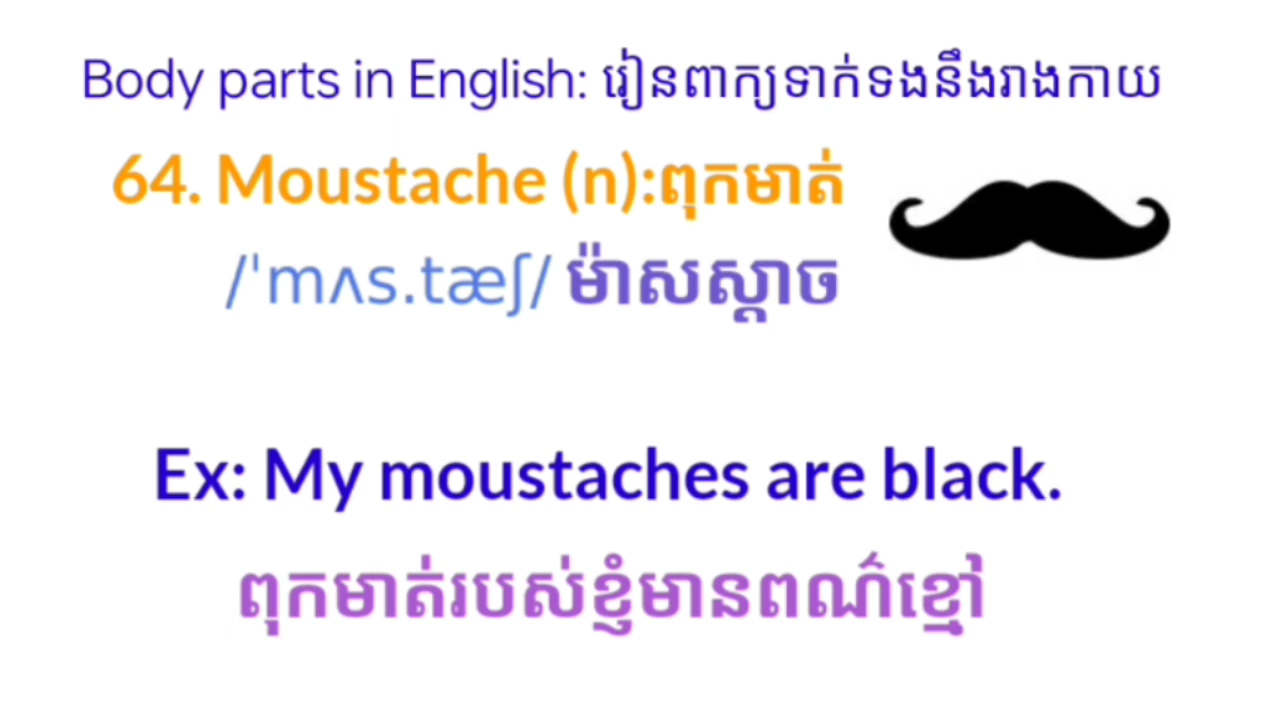 Body parts in English: រៀនពាក្យទាក់ទងនឹងរាងកាយ
64. Moustache (n):ពុកមាត់
/ˈmʌs.tæʃ/ ម៉ាសស្តាច
Ex: My moustaches are black.
ពុកមាត់របស់ខ្ញុំមានពណ៌ខ្មៅ